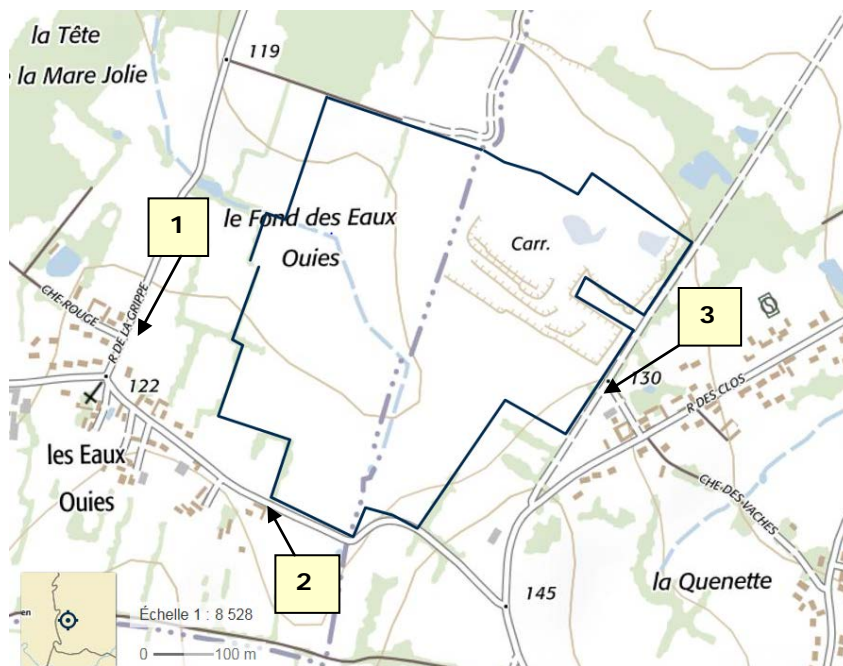 la Tête
la Mare Jolie
119
1
le Fond des Eaux
Ouies
Carr.
CHE ROUGE
R DE LA GRIPPE
3
130
122
R DES CLOS
les Eaux
Ouies
CHE DES VACHES
2
la Quenette
145
en
Échelle 1 : 8 528
0
100 m